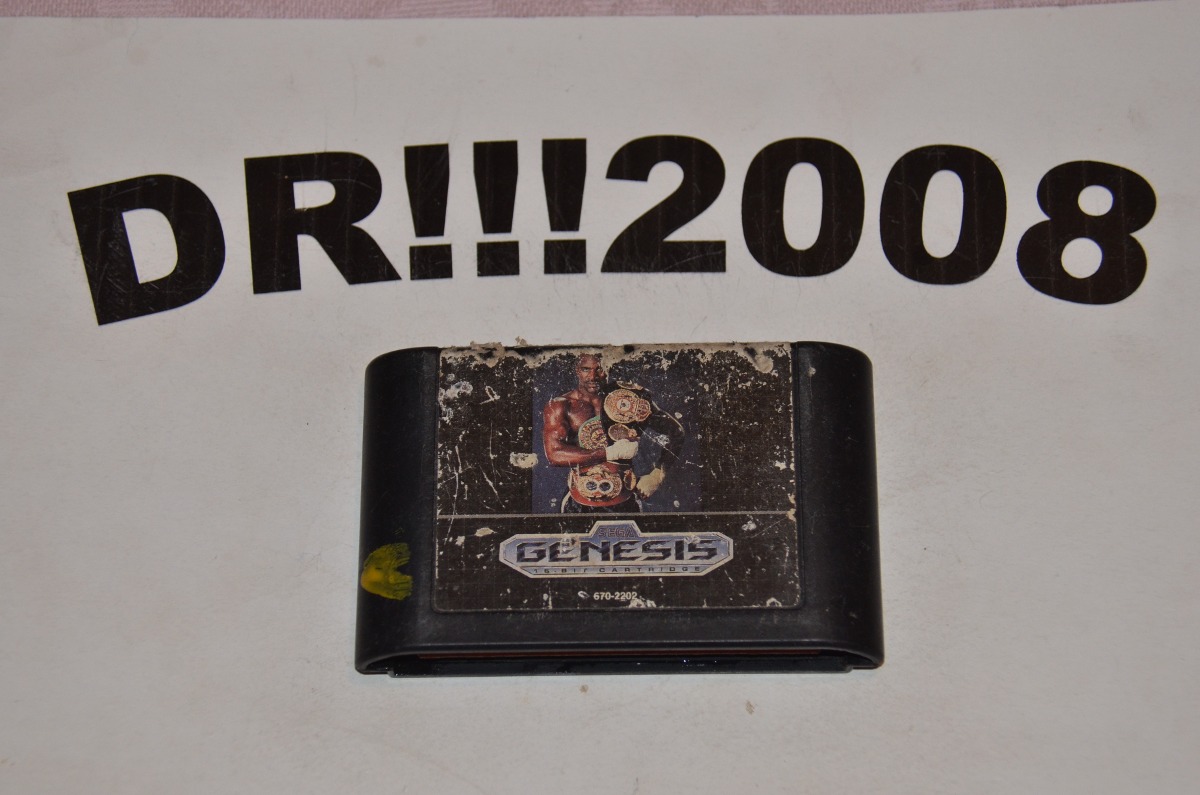 DR!!!2008
SEGA
GENESIS
16-BIT CARTRIDGE
670-2202